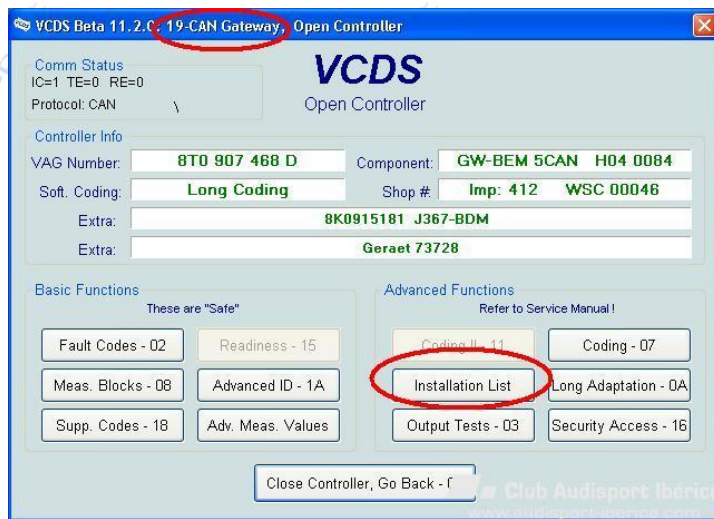 VCDS Beta 11.2.0: 19-CAN Gateway, Open Controller
Comm Status
IC=1 TE=0 RE=0
Protocol: CAN \
VCDS
Open Controller
Controller Info
VAG Number: 8T0 907 468 D Component: GW-BEM 5CAN H04 0084
Soft. Coding: Long Coding Shop #: Imp: 412 WSC 00046
Extra: 8K0915181 J367-BDM
Extra: Geraet 73728
Basic Functions
These are "Safe"
Advanced Functions
Refer to Service Manual !
Fault Codes - 02 Readiness - 15 Coding II - 11 Coding - 07
Meas. Blocks - 08 Advanced ID - 1A Installation List Long Adaptation - 0A
Supp. Codes - 18 Adv. Meas. Values Output Tests - 03 Security Access - 16
Close Controller, Go Back -
Club Audisport Iberica
www.audisport-iberica.com